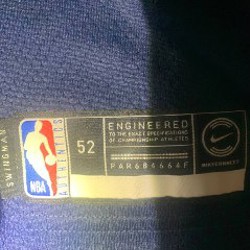 SWINGMAN
NBA
AUTHENTICS
52
ENGINEERED
TO THE EXACT SPECIFICATIONS
OF CHAMPIONSHIP ATHLETES